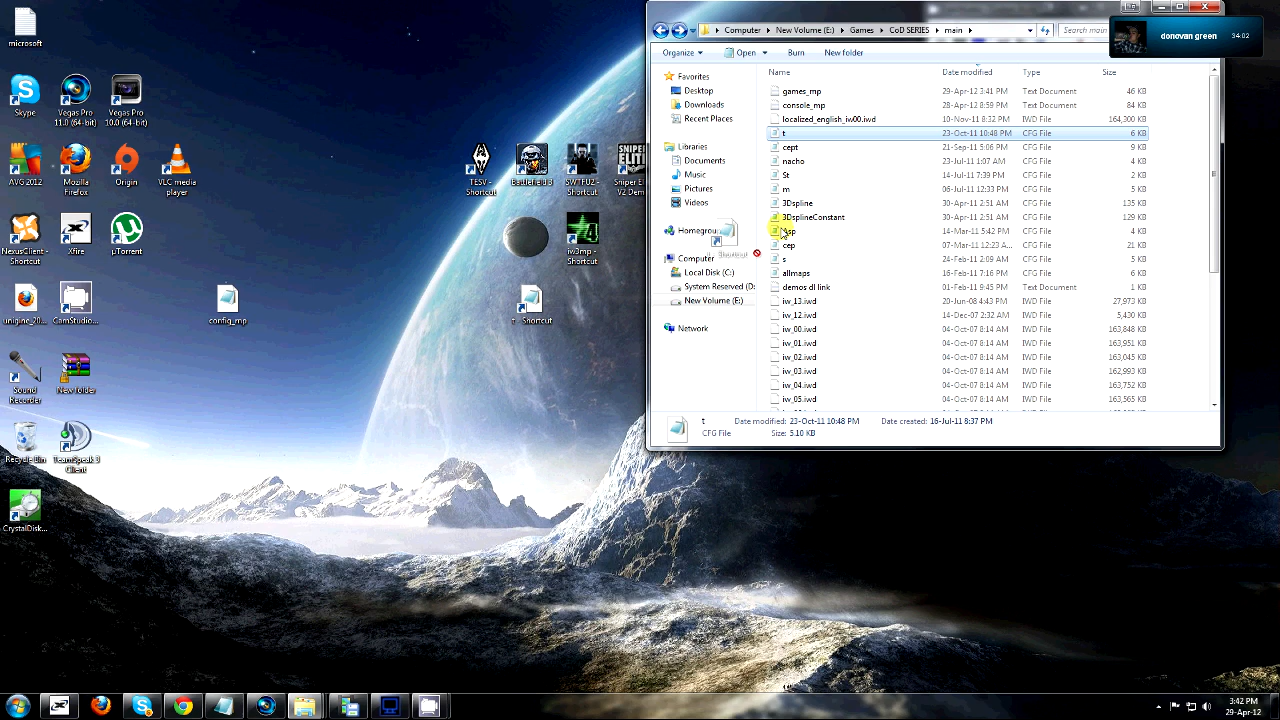 Computer ▸ New Volume (E:) ▸ Games ▸ CoD SERIES ▸ main ▸
Search main
donovan green 34:02
Organize Open Burn New folder
Name Date modified Type Size
Favorites
Desktop
Downloads
Recent Places
Libraries
Documents
Music
Pictures
Videos
Computer
Local Disk (C:)
System Reserved (D:
New Volume (E:)
Network
games_mp 29-Apr-12 3:41 PM Text Document 46 KB
console_mp 29-Apr-12 8:59 PM Text Document 84 KB
localized_english_iw00.iwd 10-Nov-11 8:32 PM IWD File 164,300 KB
t 23-Oct-11 10:48 PM CFG File 6 KB
cept 21-Sep-11 5:06 PM CFG File 9 KB
nacho 23-Jul-11 1:07 AM CFG File 4 KB
St 14-Jul-11 7:39 PM CFG File 2 KB
m 06-Jul-11 12:33 PM CFG File 4 KB
3Dspline 30-Apr-11 2:51 AM CFG File 135 KB
3DsplineConstant 30-Apr-11 2:51 AM CFG File 129 KB
14-Mar-11 5:42 PM CFG File 4 KB
cep 07-Mar-11 12:23 A... CFG File 21 KB
s 24-Feb-11 2:09 AM CFG File 5 KB
allmaps 16-Feb-11 7:16 PM CFG File 6 KB
demos dl link 01-Feb-11 9:45 PM Text Document 1 KB
iw_13.iwd 20-Jun-08 4:43 PM IWD File 27,973 KB
iw_12.iwd 14-Dec-07 2:32 AM IWD File 5,430 KB
iw_00.iwd 04-Oct-07 8:14 AM IWD File 163,848 KB
iw_01.iwd 04-Oct-07 8:14 AM IWD File 163,951 KB
iw_02.iwd 04-Oct-07 8:14 AM IWD File 163,045 KB
iw_03.iwd 04-Oct-07 8:14 AM IWD File 162,993 KB
iw_04.iwd 04-Oct-07 8:14 AM IWD File 163,752 KB
iw_05.iwd 04-Oct-07 8:14 AM IWD File 163,565 KB
t Date modified: 23-Oct-11 10:48 PM Date created: 16-Jul-11 8:37 PM
CFG File Size: 5.10 KB
microsoft
Skype
Vegas Pro 11.0 (64-bit)
Vegas Pro 10.0 (64-bit)
AVG 2012
Mozilla Firefox
Origin
VLC media player
TESV - Shortcut
Battlefield 3
SWTFU2 - Shortcut
Sniper El... V2 Demo
NexusClient - Shortcut
Xfire
µTorrent
iw3mp - Shortcut
unigine_20...
CamStudio...
config_mp
t - Shortcut
Sound Recorder
New folder
Recycle Bin
TeamSpeak 3 Client
CrystalDisk...
3:42 PM
29-Apr-12